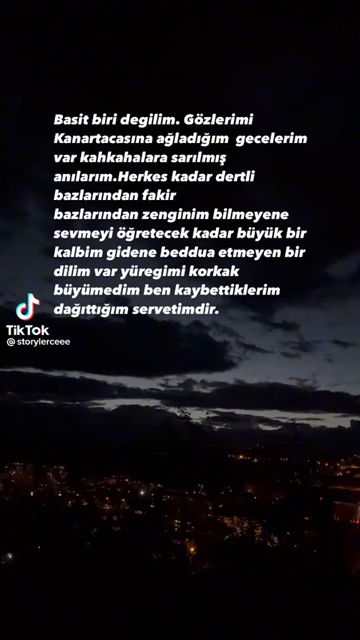 Basit biri degilim. Gözlerimi
Kanartacasına ağladığım gecelerim
var kahkahalara sarılmış
anılarım.Herkes kadar dertli
bazlarından fakir
bazlarından zenginim bilmeyene
sevmeyi öğretecek kadar büyük bir
kalbim gidene beddua etmeyen bir
dilim var yüregimi korkak
büyümedim ben kaybettiklerim
dağıttığım servetimdir.
TikTok
@storylerceee